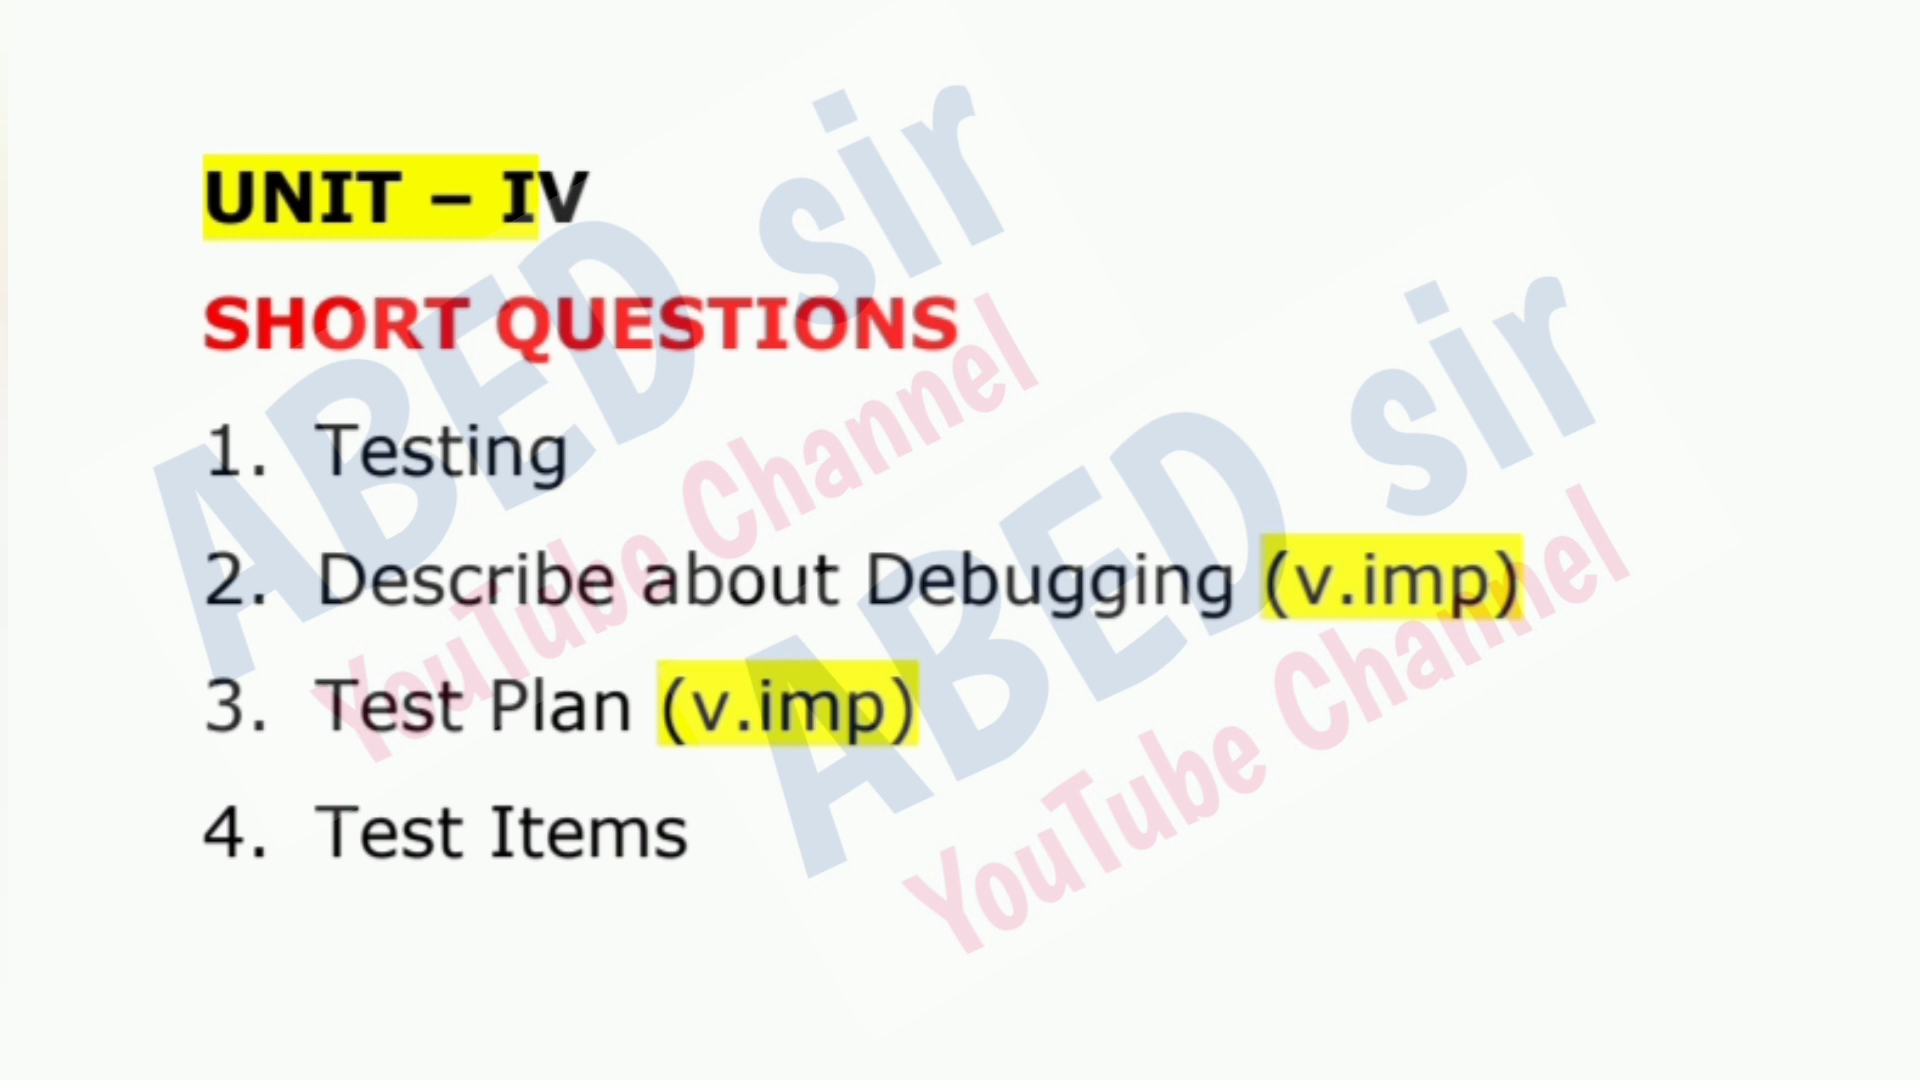 UNIT – IV
SHORT QUESTIONS
1. Testing
2. Describe about Debugging (v.imp)
3. Test Plan (v.imp)
4. Test Items
ABED sir
YouTube Channel
ABED sir
YouTube Channel